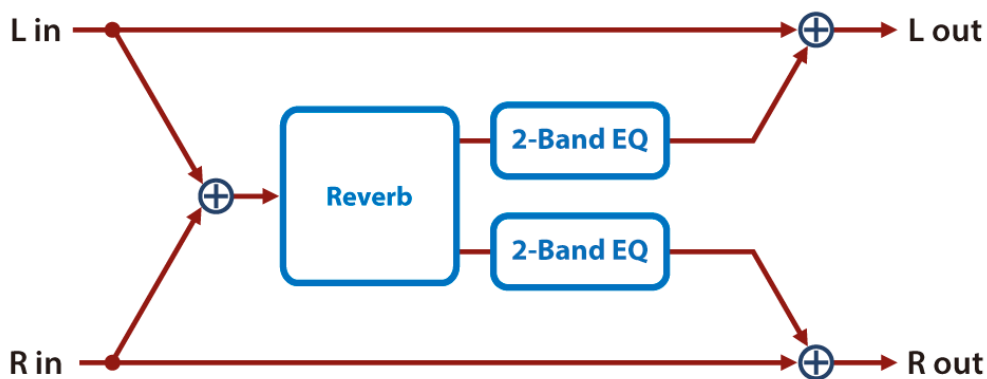 L in
L out
2-Band EQ
Reverb
2-Band EQ
R in
R out